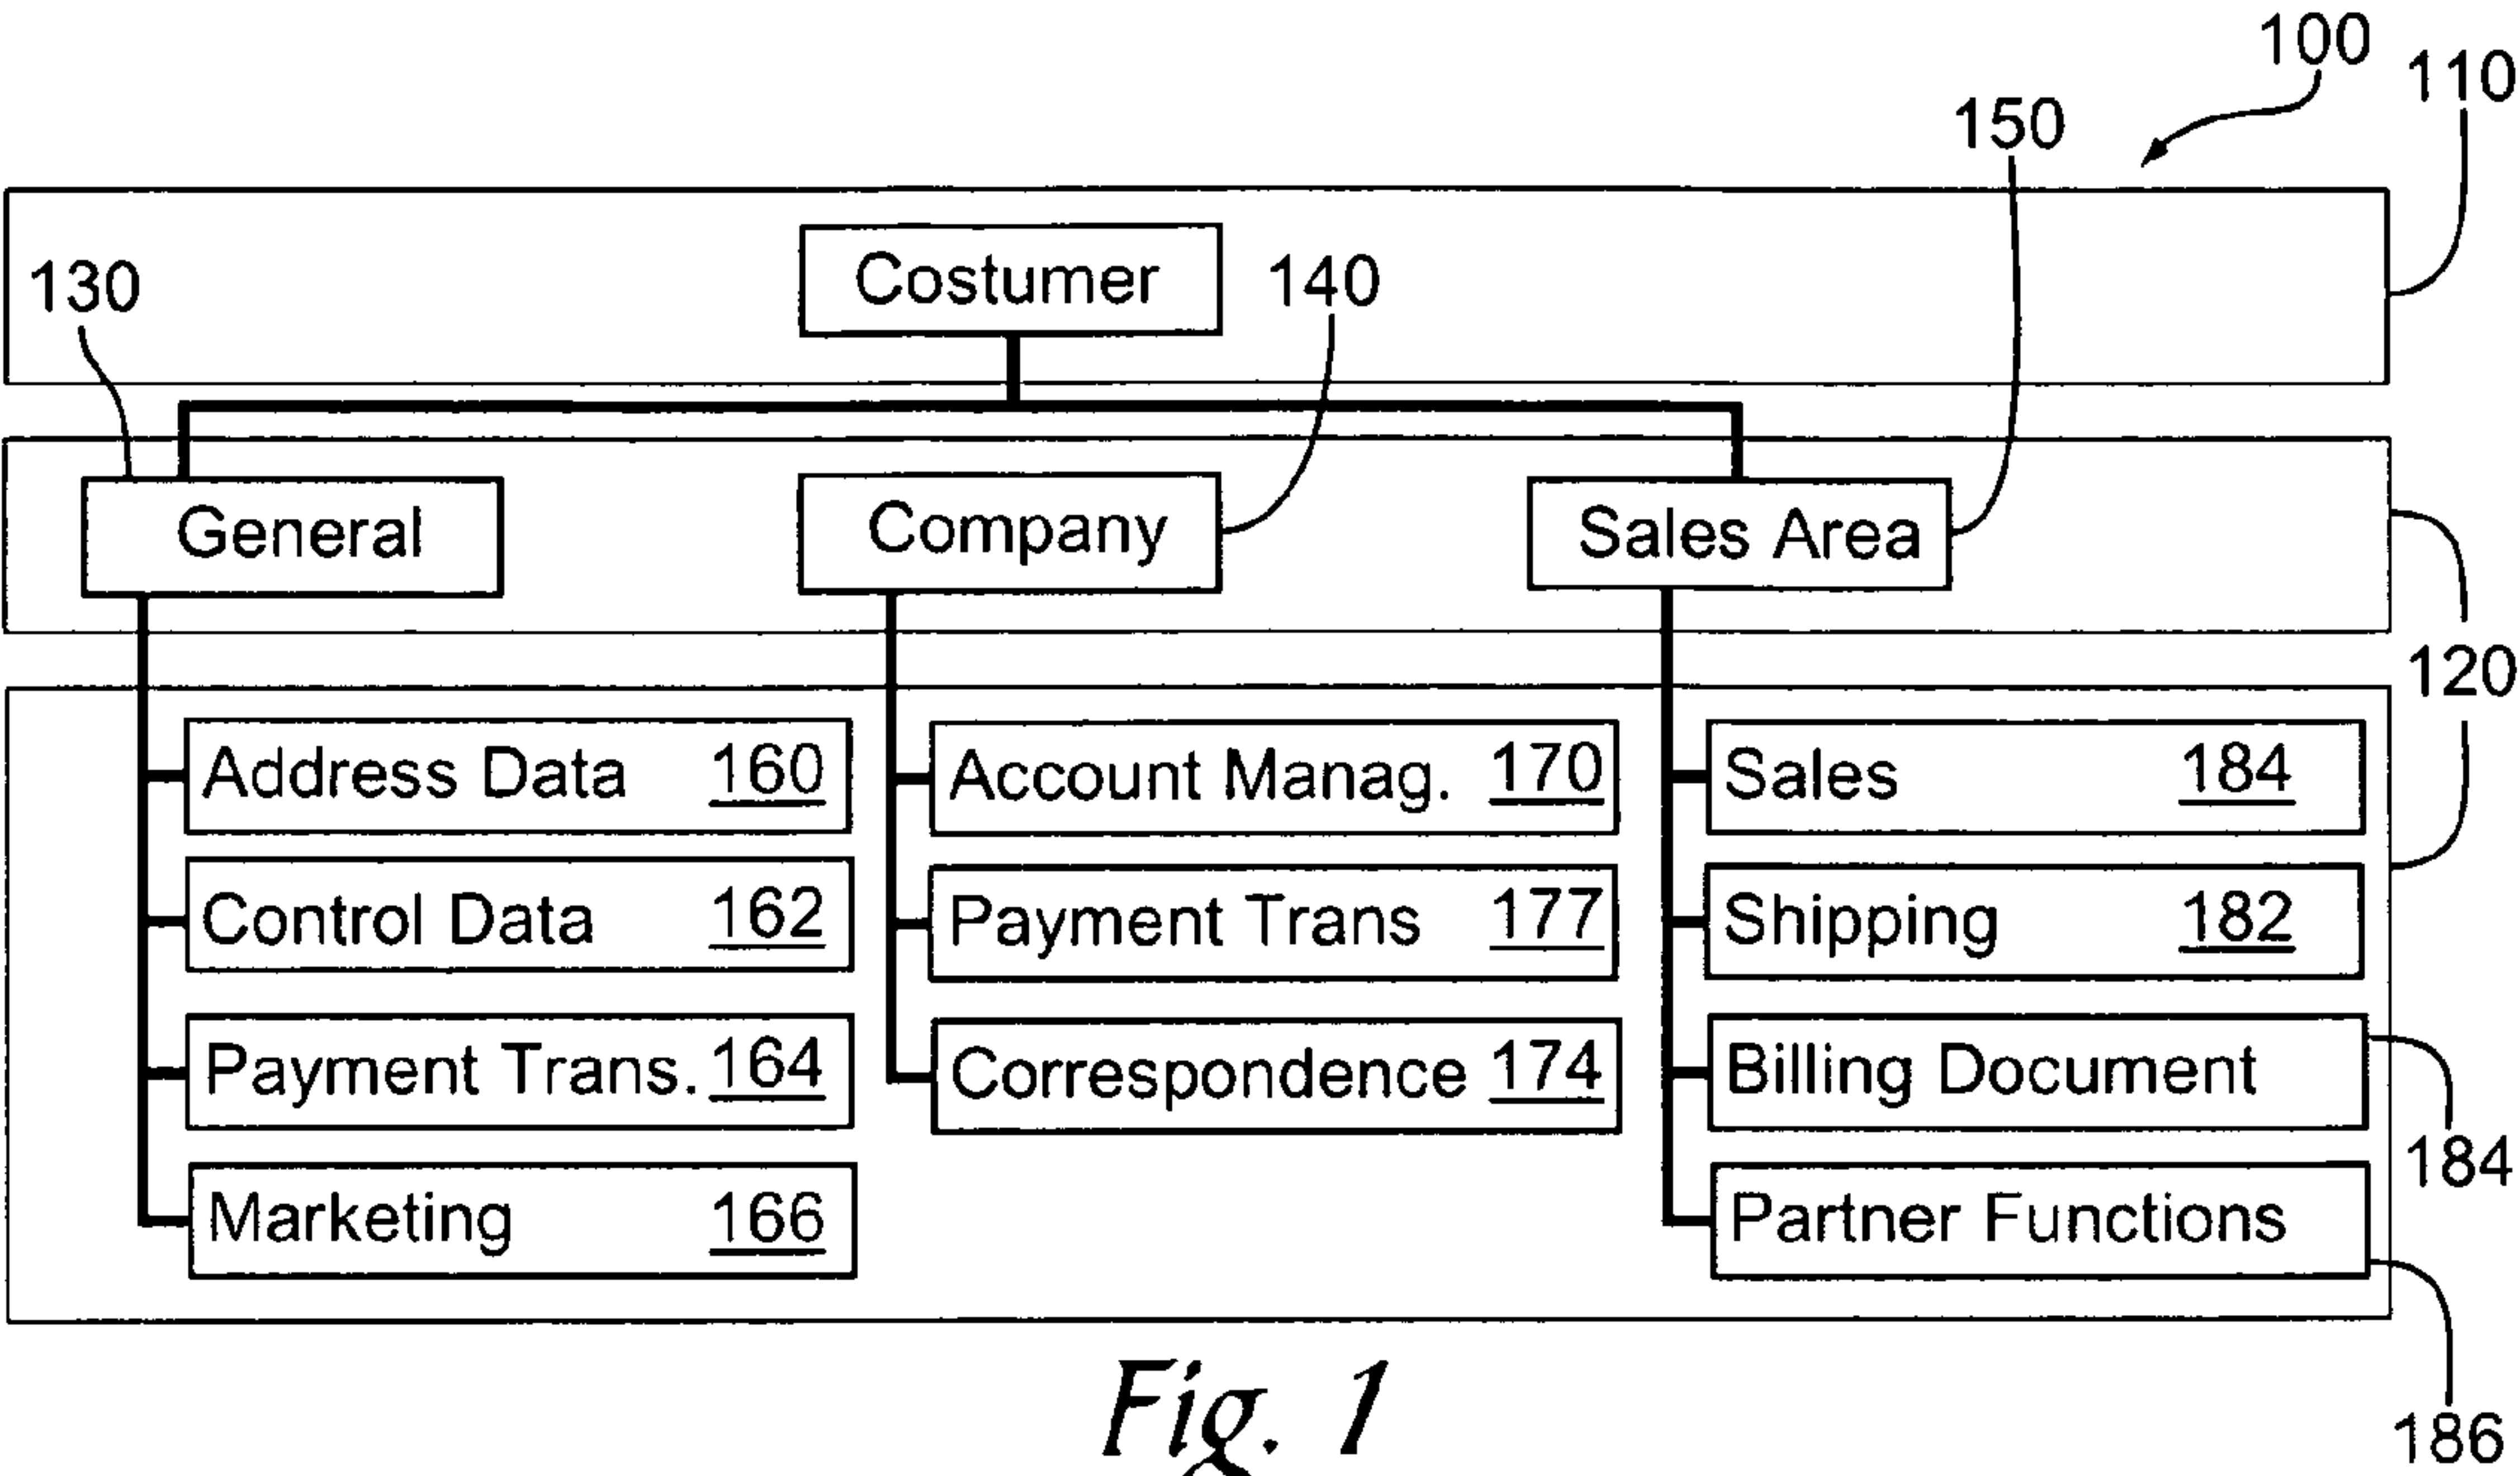 100
110
150
Costumer
130
140
General
Company
Sales Area
120
Address Data 160
Account Manag. 170
Sales 184
Control Data 162
Payment Trans 177
Shipping 182
Payment Trans. 164
Correspondence 174
Billing Document
184
Marketing 166
Partner Functions
186
Fig. 1